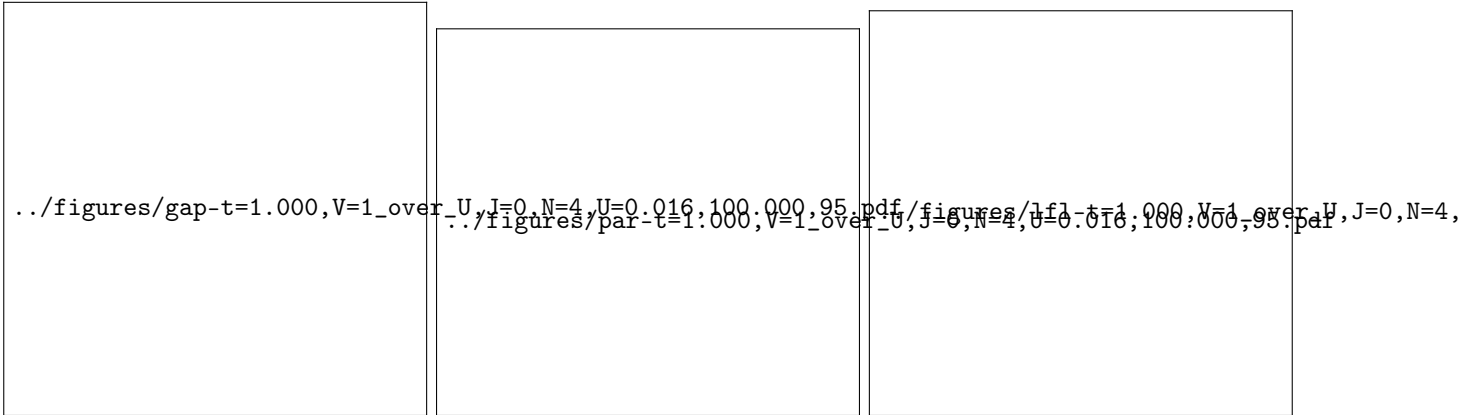 ../figures/gap-t=1.000,V=1_over_U,J=0,N=4,U=0.016,100.000,95.pdf
../figures/par-t=1.000,V=1_over_U,J=0,N=4,U=0.016,100.000,95.pdf
/figures/lfl-t=1.000,V=1_over_U,J=0,N=4,